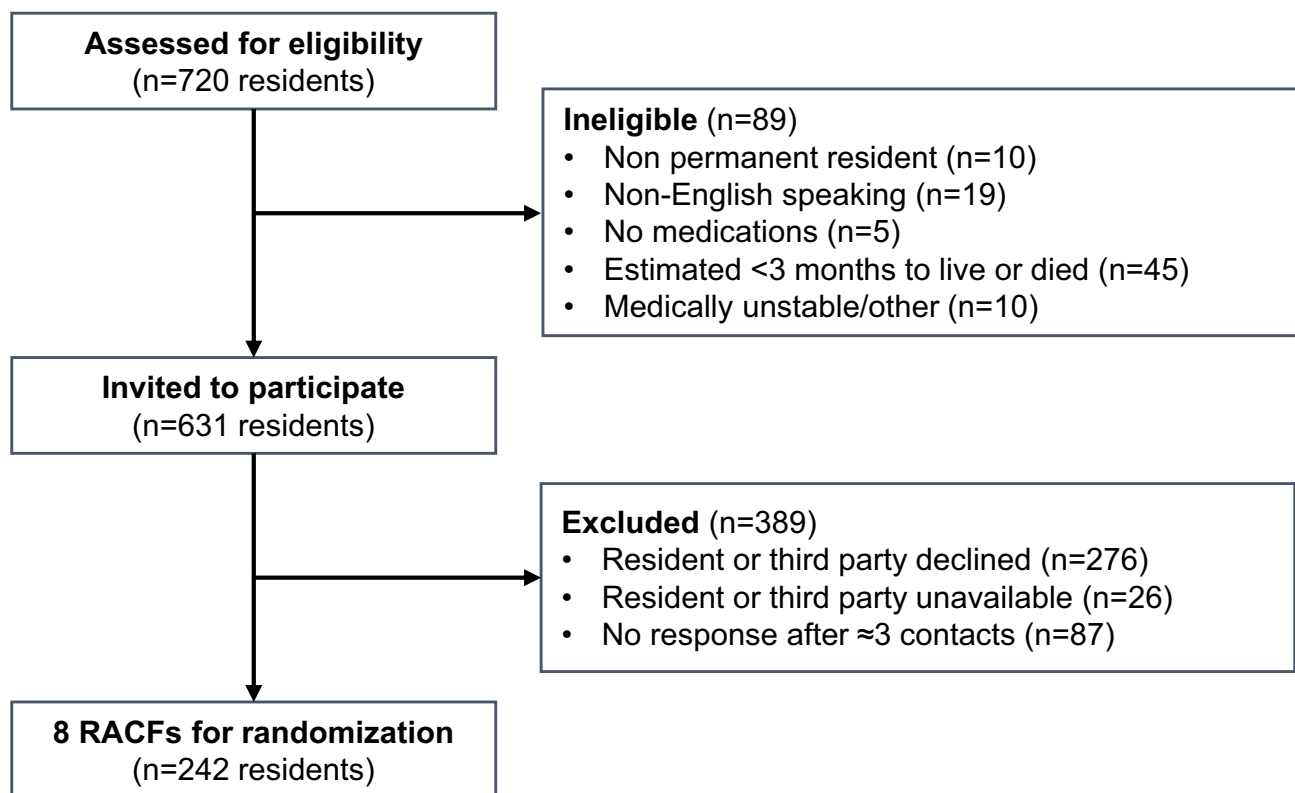 Assessed for eligibility
(n=720 residents)
Ineligible (n=89)
• Non permanent resident (n=10)
• Non-English speaking (n=19)
• No medications (n=5)
• Estimated <3 months to live or died (n=45)
• Medically unstable/other (n=10)
Invited to participate
(n=631 residents)
Excluded (n=389)
• Resident or third party declined (n=276)
• Resident or third party unavailable (n=26)
• No response after ≈3 contacts (n=87)
8 RACFs for randomization
(n=242 residents)